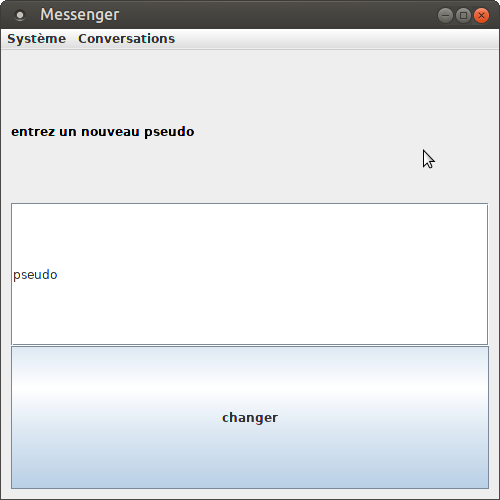 Messenger
Système Conversations
entrez un nouveau pseudo
pseudo
changer